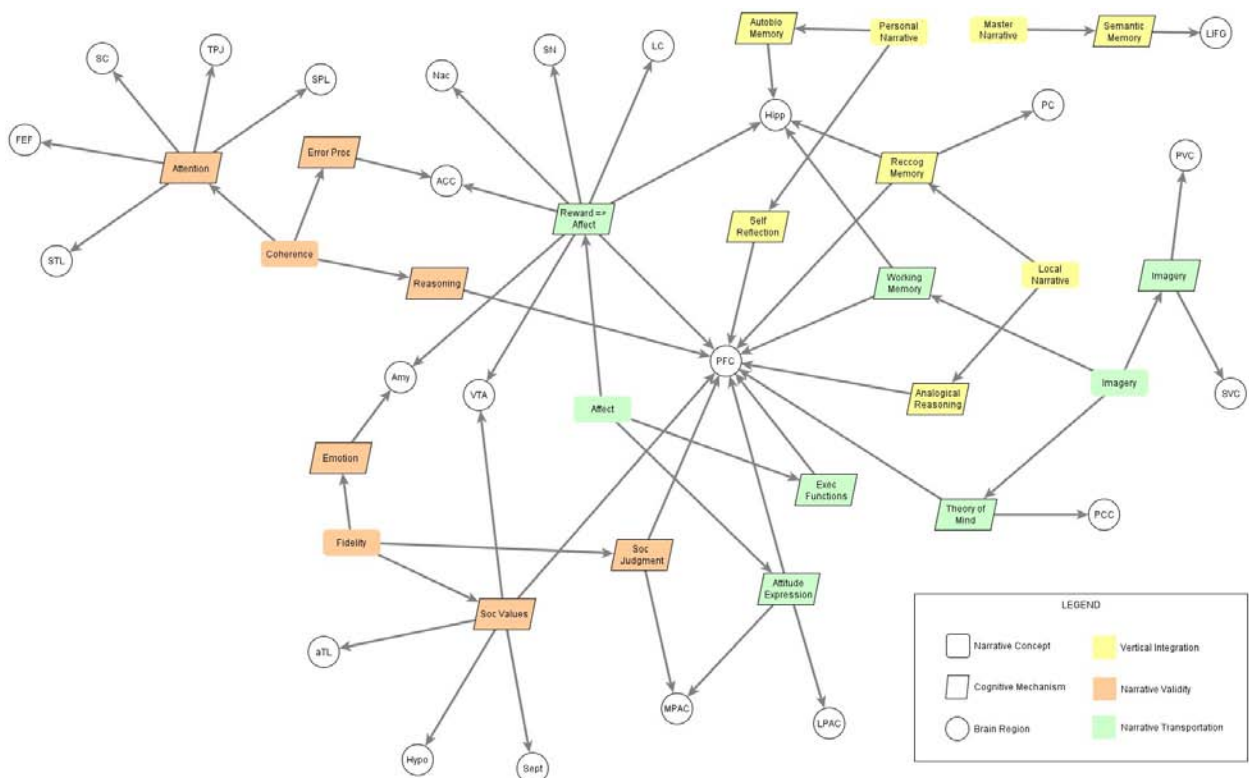 Autobio
Memory
Personal
Narrative
Master
Narrative
Semantic
Memory
LIFG
SC
TPJ
SPL
SN
LC
Nac
FEF
Attention
Error Proc
ACC
Hipp
PC
Reccog
Memory
PVC
STL
Coherence
Reward =>
Affect
Self
Reflection
Reasoning
Working
Memory
Local
Narrative
Imagery
Amy
VTA
PFC
Affect
Analogical
Reasoning
Imagery
SVC
Emotion
Exec
Functions
Theory of
Mind
PCC
Fidelity
Soc
Judgment
Attitude
Expression
Soc Values
aTL
Hypo
Sept
MPAC
LPAC
LEGEND
Narrative Concept
Vertical Integration
Cognitive Mechanism
Narrative Validity
Brain Region
Narrative Transportation